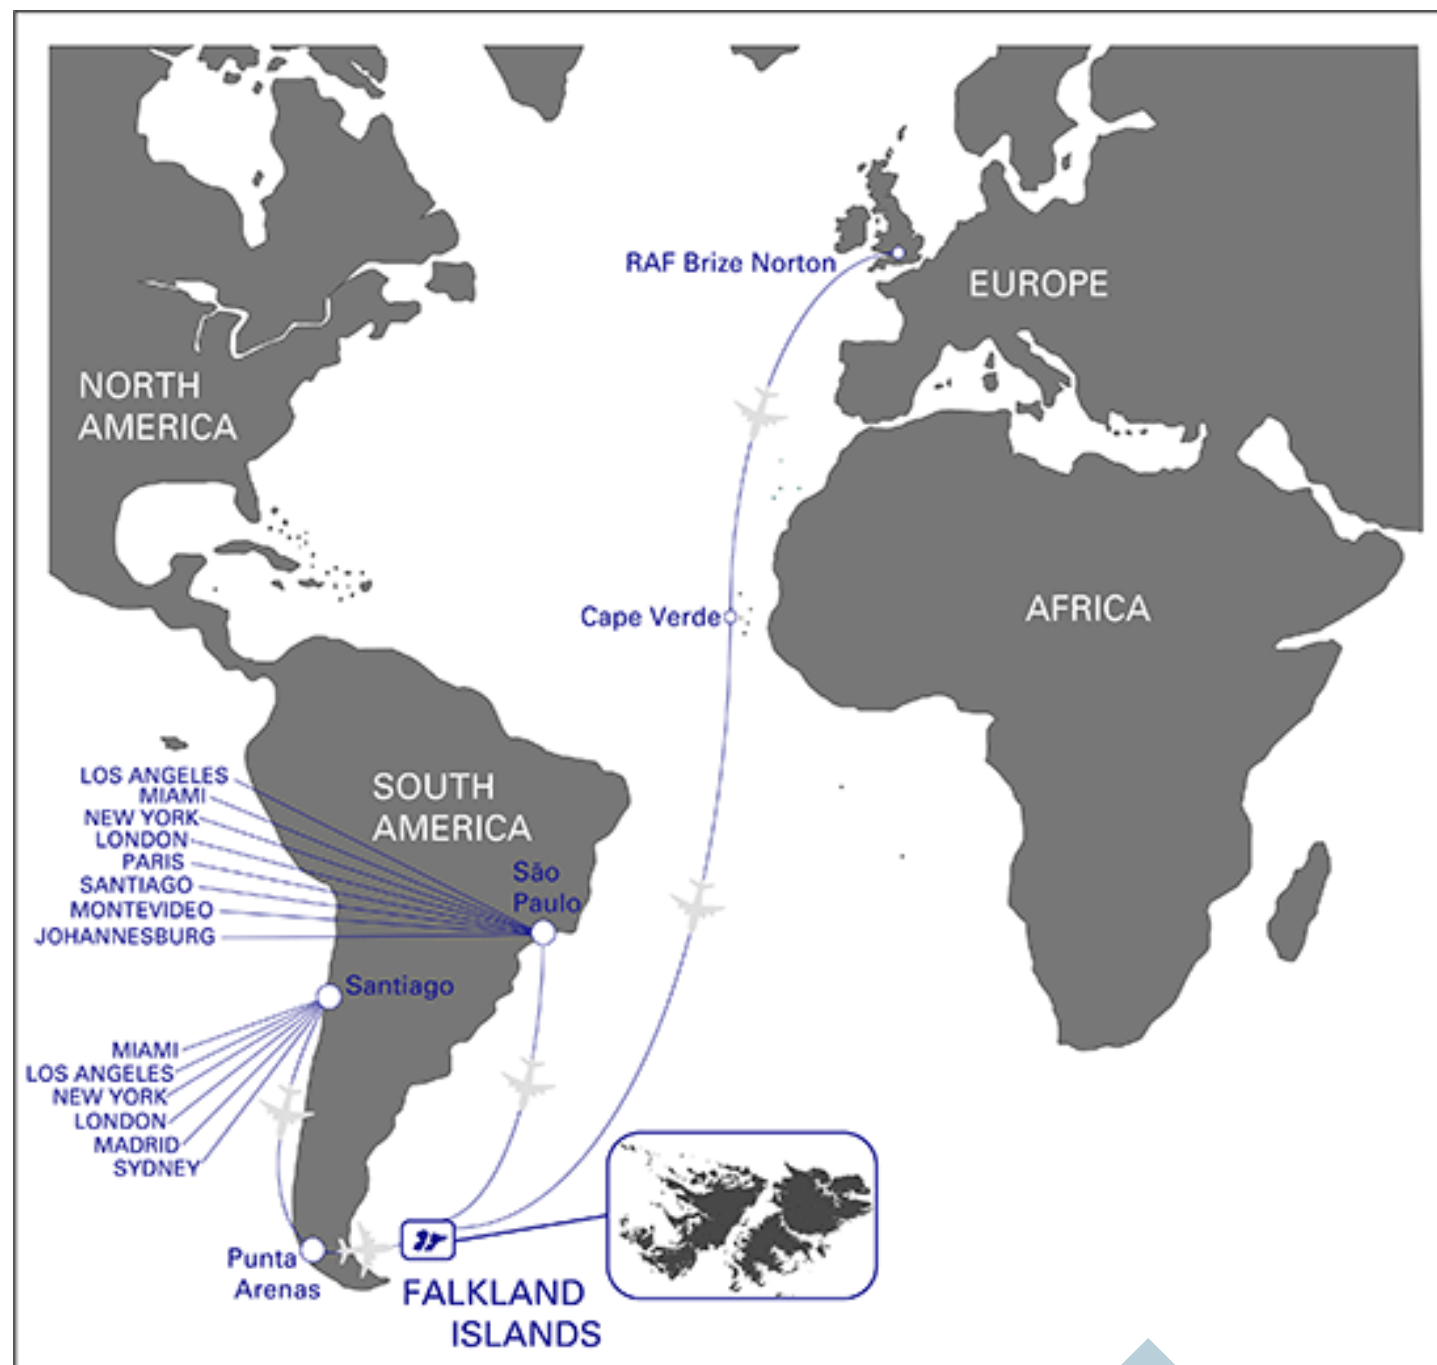 RAF Brize Norton
EUROPE
NORTH
AMERICA
Cape Verde
AFRICA
LOS ANGELES
MIAMI
NEW YORK
LONDON
PARIS
SANTIAGO
MONTEVIDEO
JOHANNESBURG
SOUTH
AMERICA
São
Paulo
Santiago
MIAMI
LOS ANGELES
NEW YORK
LONDON
MADRID
SYDNEY
Punta
Arenas
FALKLAND
ISLANDS